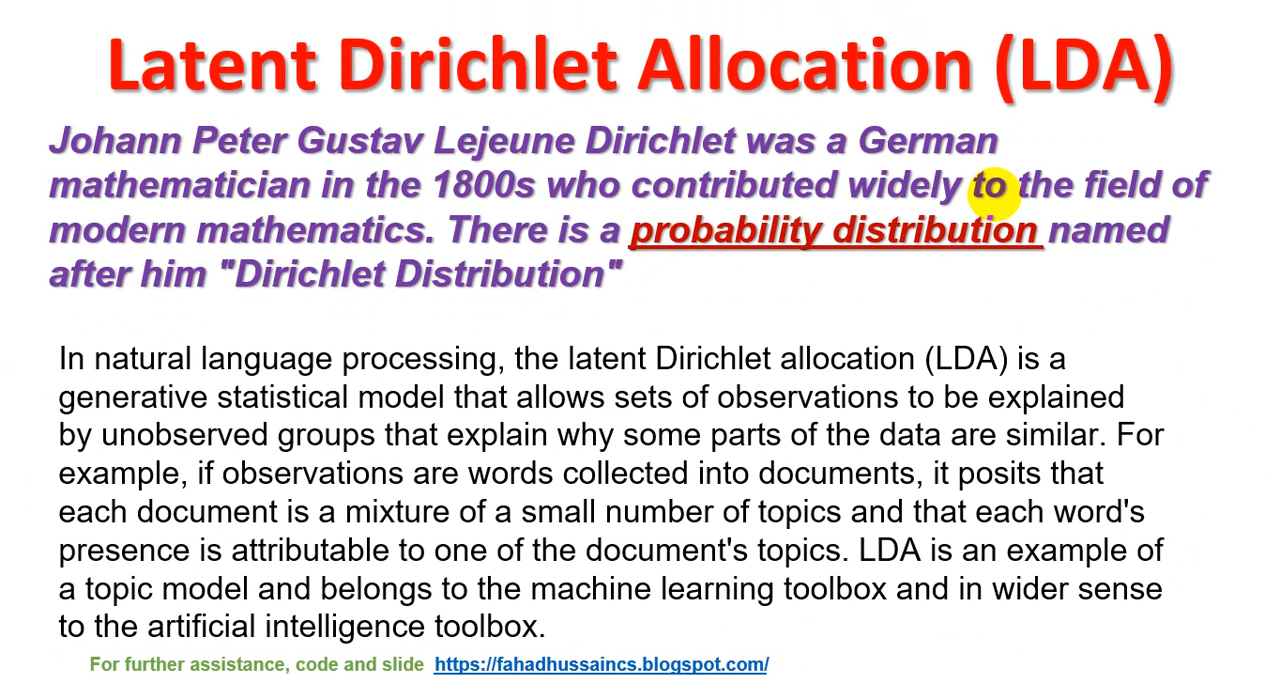 Latent Dirichlet Allocation (LDA)
Johann Peter Gustav Lejeune Dirichlet was a German
mathematician in the 1800s who contributed widely to the field of
modern mathematics. There is a probability distribution named
after him "Dirichlet Distribution"
In natural language processing, the latent Dirichlet allocation (LDA) is a
generative statistical model that allows sets of observations to be explained
by unobserved groups that explain why some parts of the data are similar. For
example, if observations are words collected into documents, it posits that
each document is a mixture of a small number of topics and that each word's
presence is attributable to one of the document's topics. LDA is an example of
a topic model and belongs to the machine learning toolbox and in wider sense
to the artificial intelligence toolbox.
For further assistance, code and slide https://fahadhussaincs.blogspot.com/